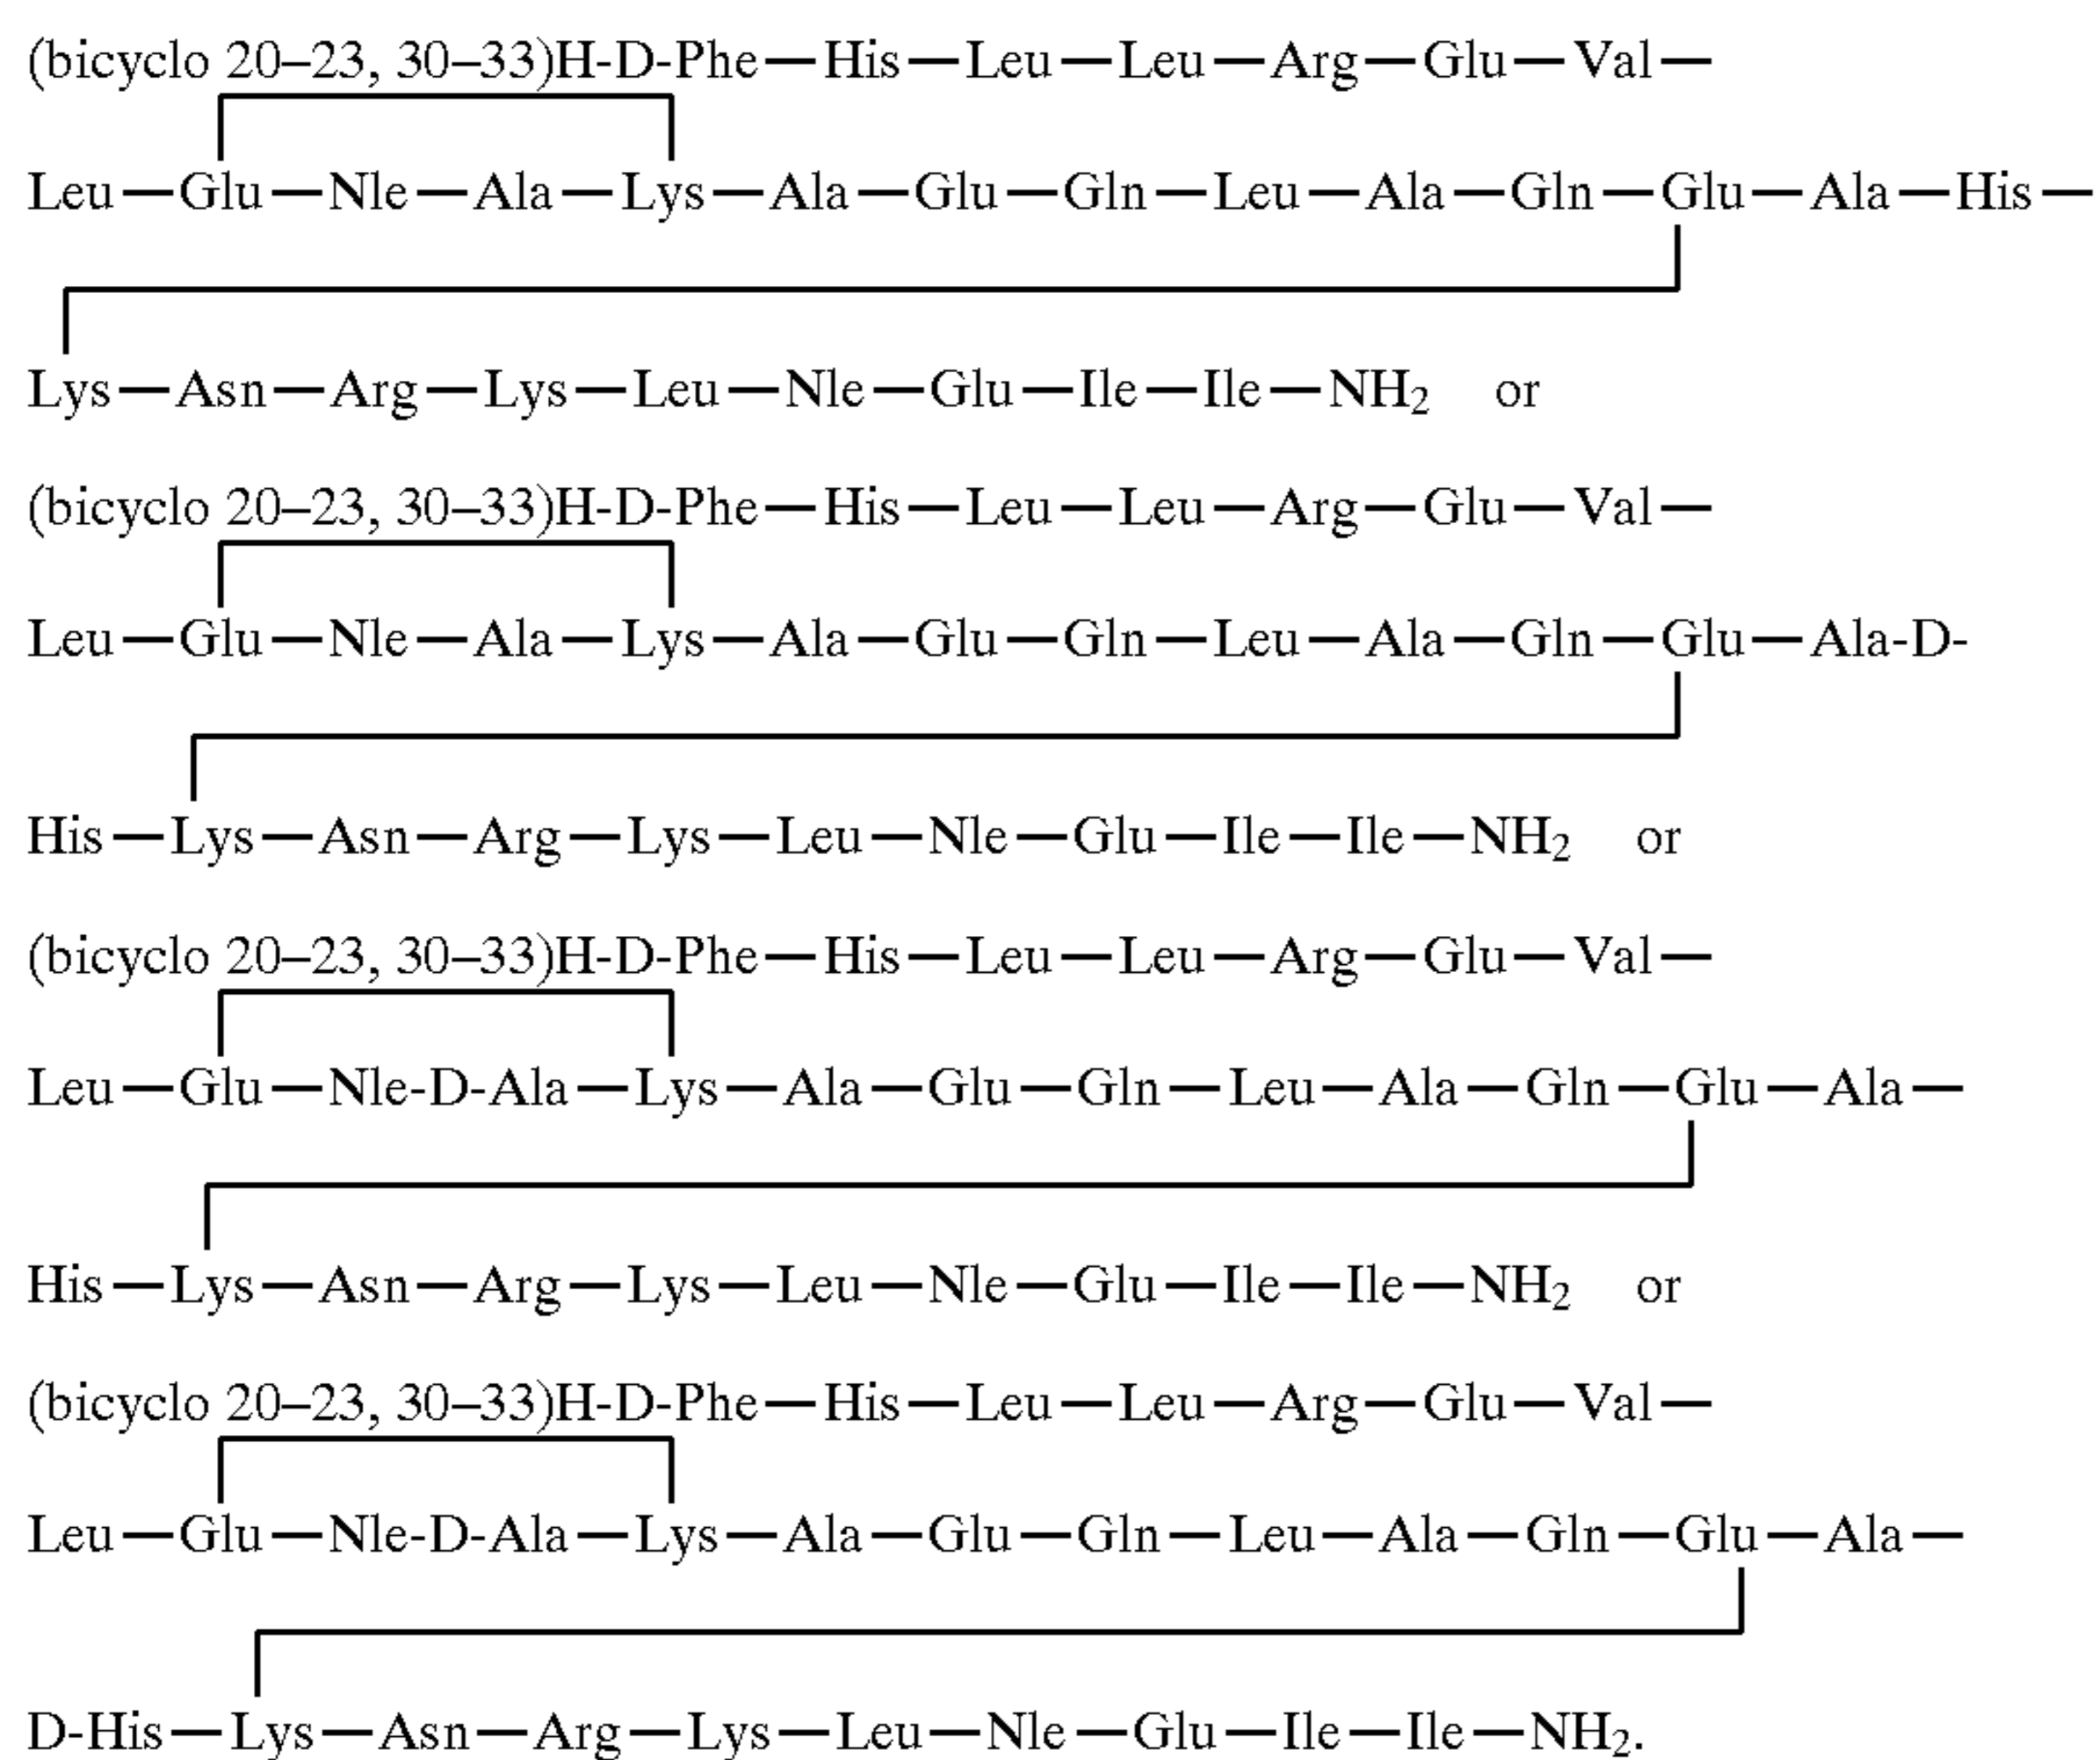 (bicyclo 20–23, 30–33)H-D-Phe—His—Leu—Leu—Arg—Glu—Val—
Leu—Glu—Nle—Ala—Lys—Ala—Glu—Gln—Leu—Ala—Gln—Glu—Ala—His—
Lys—Asn—Arg—Lys—Leu—Nle—Glu—Ile—Ile—NH₂ or
(bicyclo 20–23, 30–33)H-D-Phe—His—Leu—Leu—Arg—Glu—Val—
Leu—Glu—Nle—Ala—Lys—Ala—Glu—Gln—Leu—Ala—Gln—Glu—Ala-D-
His—Lys—Asn—Arg—Lys—Leu—Nle—Glu—Ile—Ile—NH₂ or
(bicyclo 20–23, 30–33)H-D-Phe—His—Leu—Leu—Arg—Glu—Val—
Leu—Glu—Nle-D-Ala—Lys—Ala—Glu—Gln—Leu—Ala—Gln—Glu—Ala—
His—Lys—Asn—Arg—Lys—Leu—Nle—Glu—Ile—Ile—NH₂ or
(bicyclo 20–23, 30–33)H-D-Phe—His—Leu—Leu—Arg—Glu—Val—
Leu—Glu—Nle-D-Ala—Lys—Ala—Glu—Gln—Leu—Ala—Gln—Glu—Ala—
D-His—Lys—Asn—Arg—Lys—Leu—Nle—Glu—Ile—Ile—NH₂.